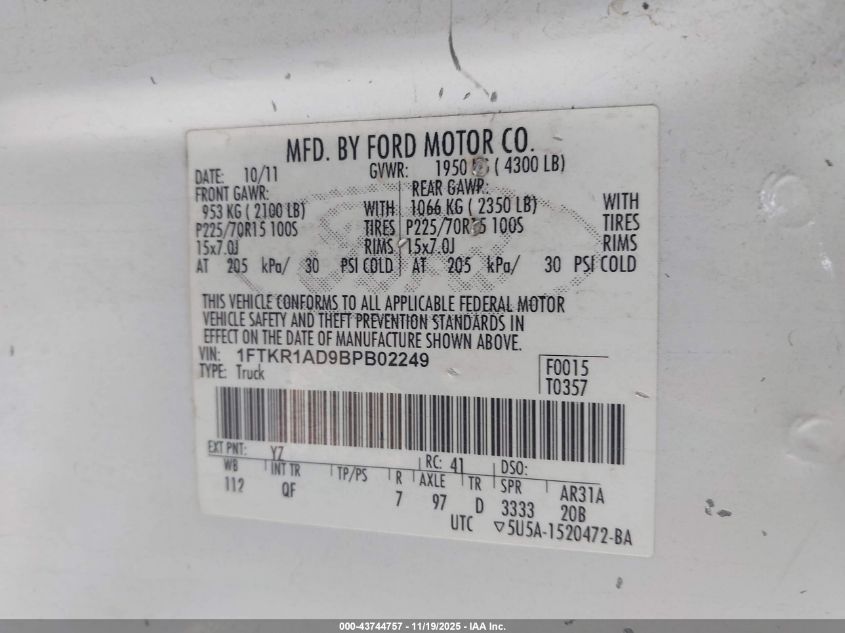 MFD. BY FORD MOTOR CO.
DATE: 10/11 GVWR: 1950 KG ( 4300 LB)
FRONT GAWR: REAR GAWR:
953 KG ( 2100 LB) WITH 1066 KG ( 2350 LB) WITH
P225/70R15 100S TIRES P225/70R15 100S TIRES
15x7.0J RIMS 15x7.0J RIMS
AT 205 kPa/ 30 PSI COLD AT 205 kPa/ 30 PSI COLD
THIS VEHICLE CONFORMS TO ALL APPLICABLE FEDERAL MOTOR
VEHICLE SAFETY AND THEFT PREVENTION STANDARDS IN
EFFECT ON THE DATE OF MANUFACTURE SHOWN ABOVE.
VIN: 1FTKR1AD9BPB02249
TYPE: Truck
F0015
T0357
EXT PNT: YZ RC: 41 DSO:
WB INT TR TP/PS R AXLE TR SPR AR31A
112 QF 7 97 D 3333 20B
UTC ▽5U5A-1520472-BA
000-43744757 - 11/19/2025 - IAA Inc.